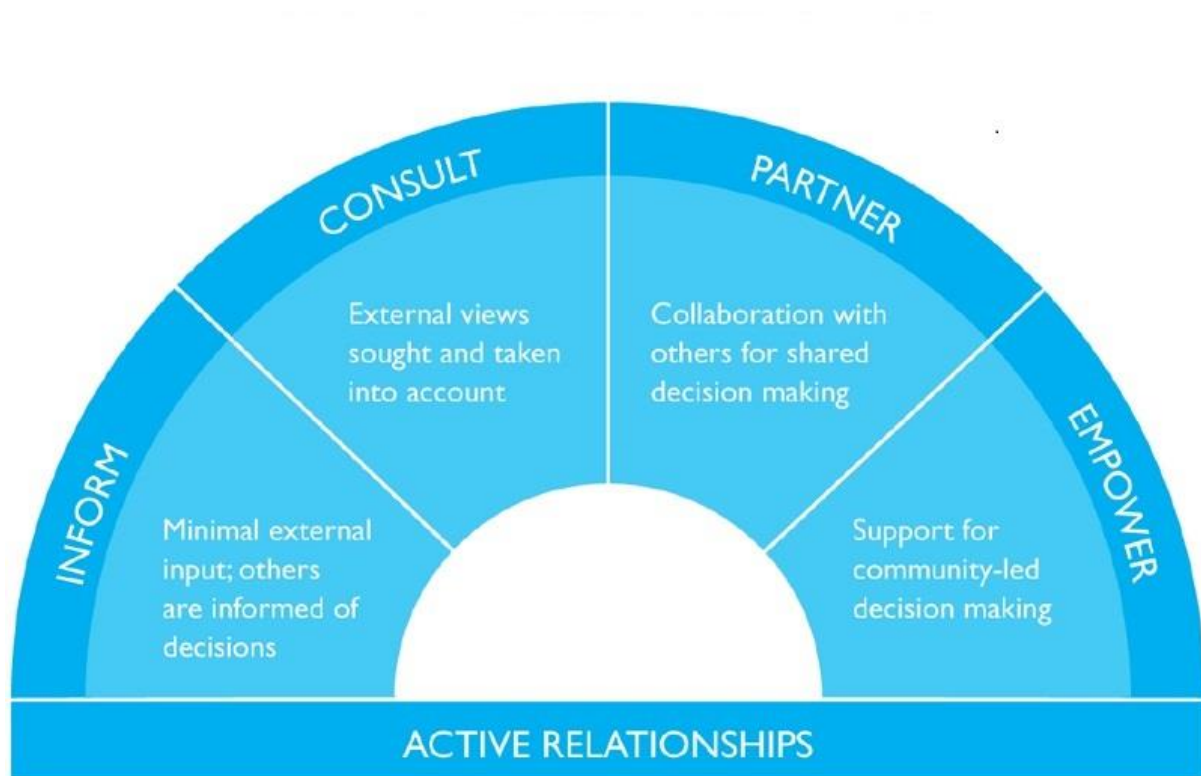 INFORM
Minimal external
input; others
are informed of
decisions
CONSULT
External views
sought and taken
into account
PARTNER
Collaboration with
others for shared
decision making
EMPOWER
Support for
community-led
decision making
ACTIVE RELATIONSHIPS